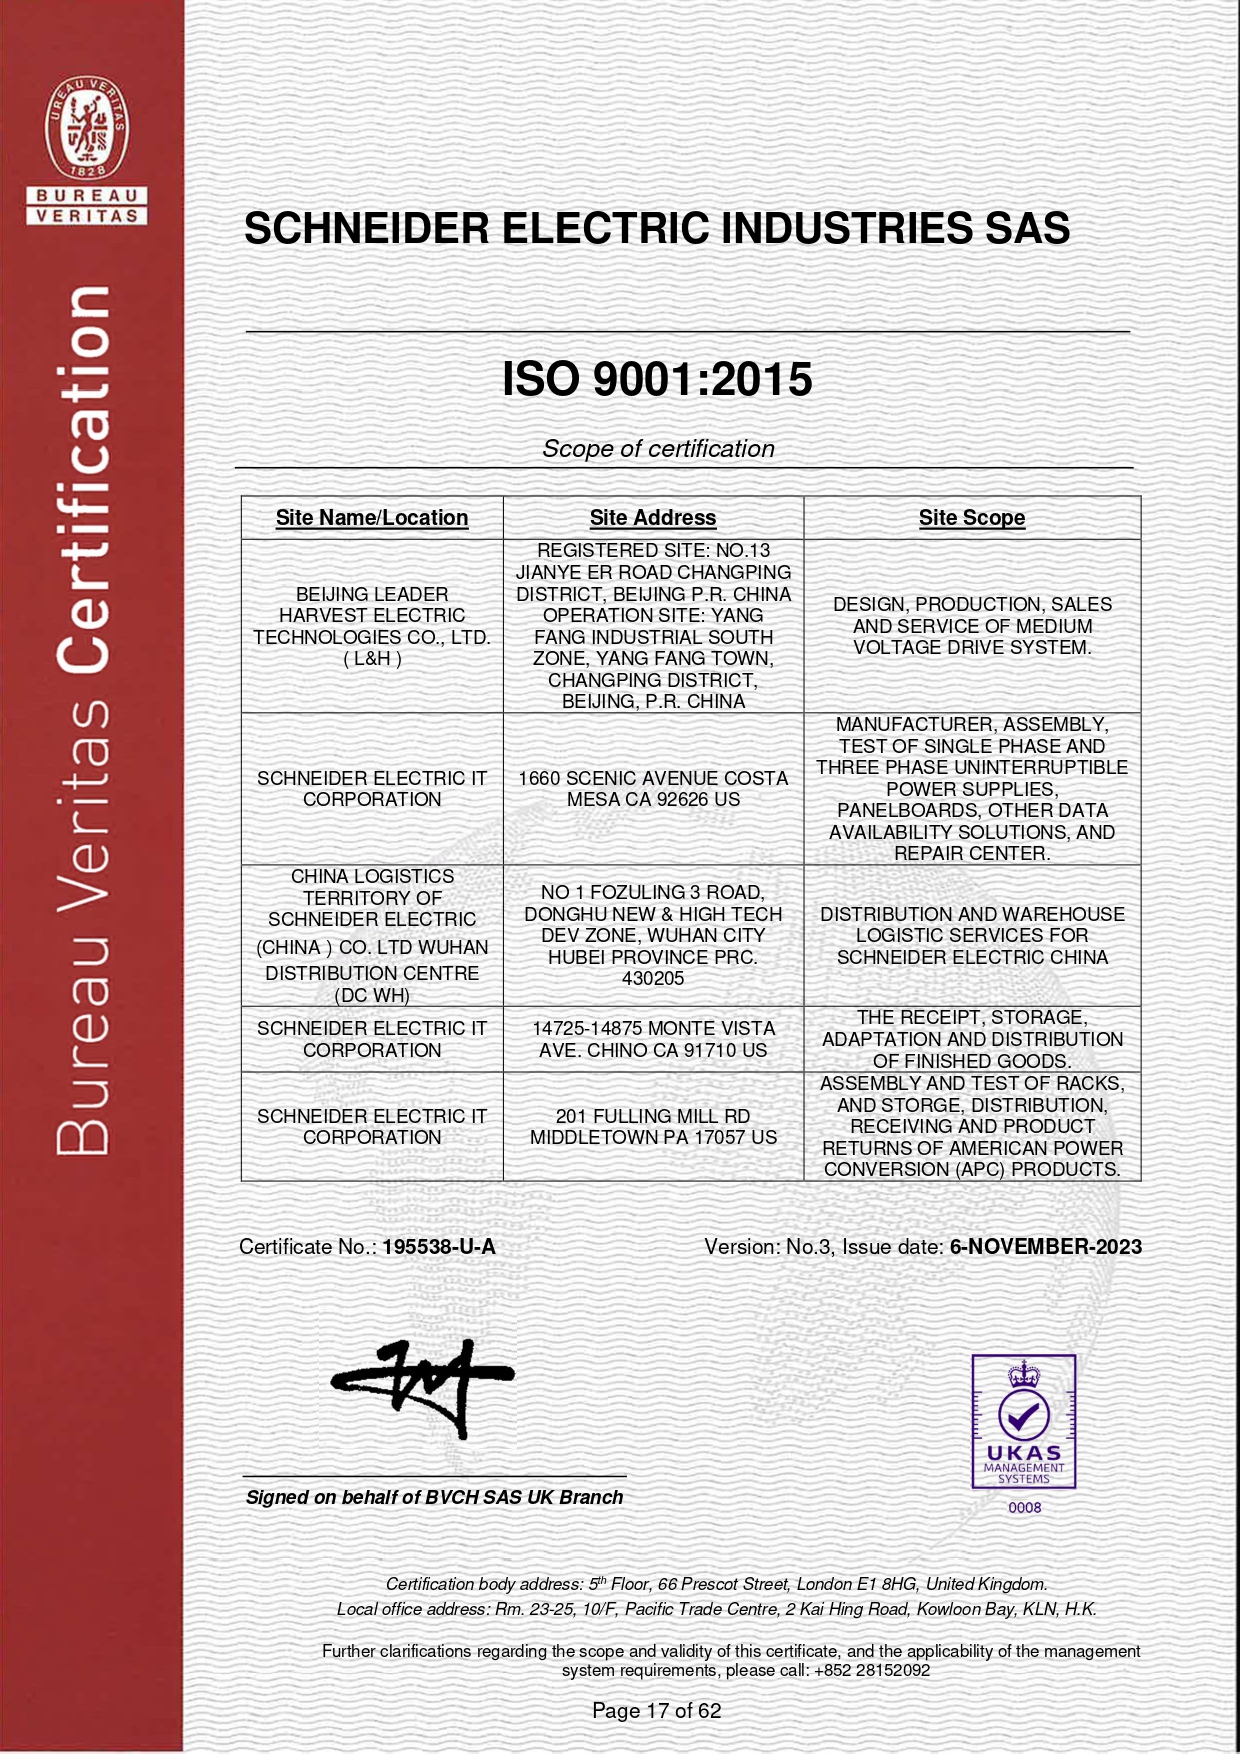 BUREAU VERITAS
1828
BUREAU
VERITAS
Bureau Veritas Certification
SCHNEIDER ELECTRIC INDUSTRIES SAS
ISO 9001:2015
Scope of certification
Site Name/Location
Site Address
Site Scope
BEIJING LEADER
HARVEST ELECTRIC
TECHNOLOGIES CO., LTD.
( L&H )
REGISTERED SITE: NO.13
JIANYE ER ROAD CHANGPING
DISTRICT, BEIJING P.R. CHINA
OPERATION SITE: YANG
FANG INDUSTRIAL SOUTH
ZONE, YANG FANG TOWN,
CHANGPING DISTRICT,
BEIJING, P.R. CHINA
DESIGN, PRODUCTION, SALES
AND SERVICE OF MEDIUM
VOLTAGE DRIVE SYSTEM.
SCHNEIDER ELECTRIC IT
CORPORATION
1660 SCENIC AVENUE COSTA
MESA CA 92626 US
MANUFACTURER, ASSEMBLY,
TEST OF SINGLE PHASE AND
THREE PHASE UNINTERRUPTIBLE
POWER SUPPLIES,
PANELBOARDS, OTHER DATA
AVAILABILITY SOLUTIONS, AND
REPAIR CENTER.
CHINA LOGISTICS
TERRITORY OF
SCHNEIDER ELECTRIC
(CHINA ) CO. LTD WUHAN
DISTRIBUTION CENTRE
(DC WH)
NO 1 FOZULING 3 ROAD,
DONGHU NEW & HIGH TECH
DEV ZONE, WUHAN CITY
HUBEI PROVINCE PRC.
430205
DISTRIBUTION AND WAREHOUSE
LOGISTIC SERVICES FOR
SCHNEIDER ELECTRIC CHINA
SCHNEIDER ELECTRIC IT
CORPORATION
14725-14875 MONTE VISTA
AVE. CHINO CA 91710 US
THE RECEIPT, STORAGE,
ADAPTATION AND DISTRIBUTION
OF FINISHED GOODS.
SCHNEIDER ELECTRIC IT
CORPORATION
201 FULLING MILL RD
MIDDLETOWN PA 17057 US
ASSEMBLY AND TEST OF RACKS,
AND STORGE, DISTRIBUTION,
RECEIVING AND PRODUCT
RETURNS OF AMERICAN POWER
CONVERSION (APC) PRODUCTS.
Certificate No.: 195538-U-A
Version: No.3, Issue date: 6-NOVEMBER-2023
Signed on behalf of BVCH SAS UK Branch
UKAS
MANAGEMENT
SYSTEMS
0008
Certification body address: 5th Floor, 66 Prescot Street, London E1 8HG, United Kingdom.
Local office address: Rm. 23-25, 10/F, Pacific Trade Centre, 2 Kai Hing Road, Kowloon Bay, KLN, H.K.
Further clarifications regarding the scope and validity of this certificate, and the applicability of the management
system requirements, please call: +852 28152092
Page 17 of 62